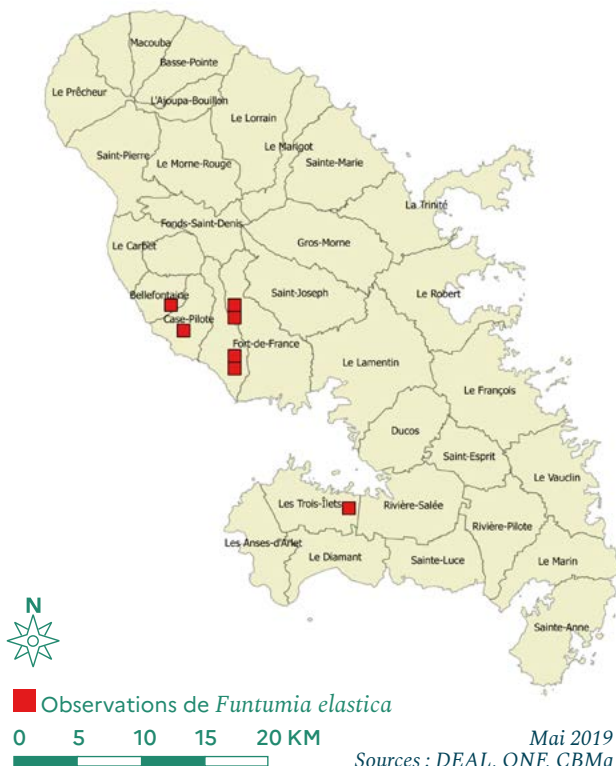 Macouba
Basse-Pointe
Le Prêcheur
L'Ajoupa-Bouillon
Le Lorrain
Le Marigot
Saint-Pierre
Le Morne-Rouge
Sainte-Marie
La Trinité
Fonds-Saint-Denis
Le Carbet
Gros-Morne
Bellefontaine
Saint-Joseph
Le Robert
Case-Pilote
Fort-de-France
Le Lamentin
Le François
Ducos
Saint-Esprit
Le Vauclin
Les Trois-Îlets
Rivière-Salée
Rivière-Pilote
Les Anses-d'Arlet
Le Diamant
Sainte-Luce
Le Marin
Sainte-Anne
N
Observations de Funtumia elastica
0 5 10 15 20 KM
Mai 2019
Sources : DEAL, ONF, CBMa